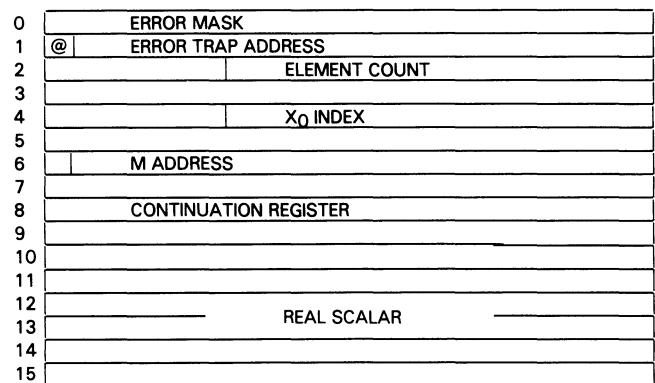 0 ERROR MASK
1 @ ERROR TRAP ADDRESS
2 ELEMENT COUNT
3
4 X0 INDEX
5
6 M ADDRESS
7
8 CONTINUATION REGISTER
9
10
11
12
REAL SCALAR
13
14
15